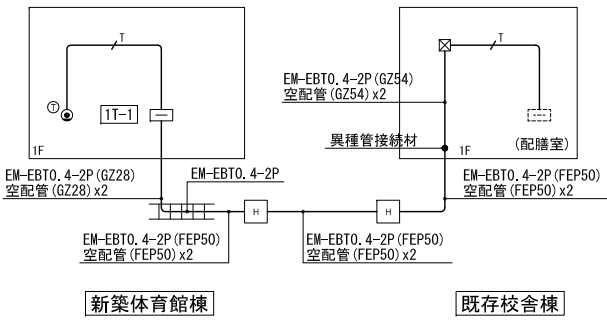 T
T
EM-EBT0.4-2P(GZ54)
空配管(GZ54)x2
T
1T-1
異種管接続材
(配膳室)
1F
1F
EM-EBT0.4-2P(GZ28)
空配管(GZ28)x2
EM-EBT0.4-2P
EM-EBT0.4-2P(FEP50)
空配管(FEP50)x2
H
H
EM-EBT0.4-2P(FEP50)
空配管(FEP50)x2
EM-EBT0.4-2P(FEP50)
空配管(FEP50)x2
新築体育館棟
既存校舎棟